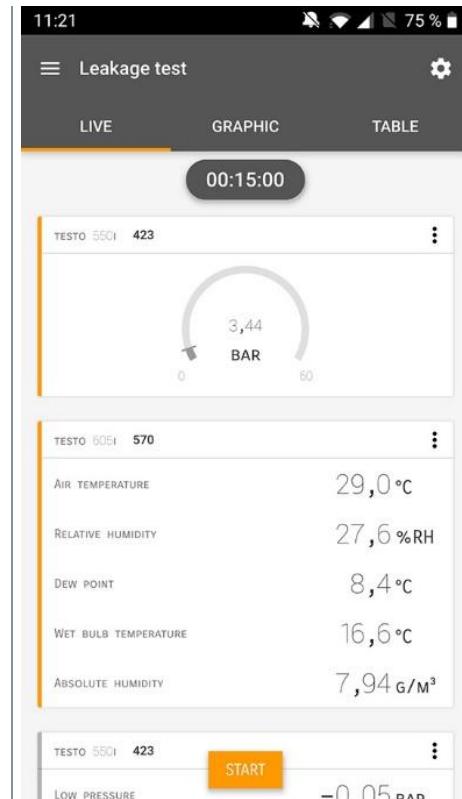 11:21 75 %
Leakage test
LIVE GRAPHIC TABLE
00:15:00
TESTO 550I 423
3,44
BAR
0 60
TESTO 605I 570
AIR TEMPERATURE 29,0 °C
RELATIVE HUMIDITY 27,6 %RH
DEW POINT 8,4 °C
WET BULB TEMPERATURE 16,6 °C
ABSOLUTE HUMIDITY 7,94 G/M³
TESTO 550I 423
START
LOW PRESSURE -0,05 BAR